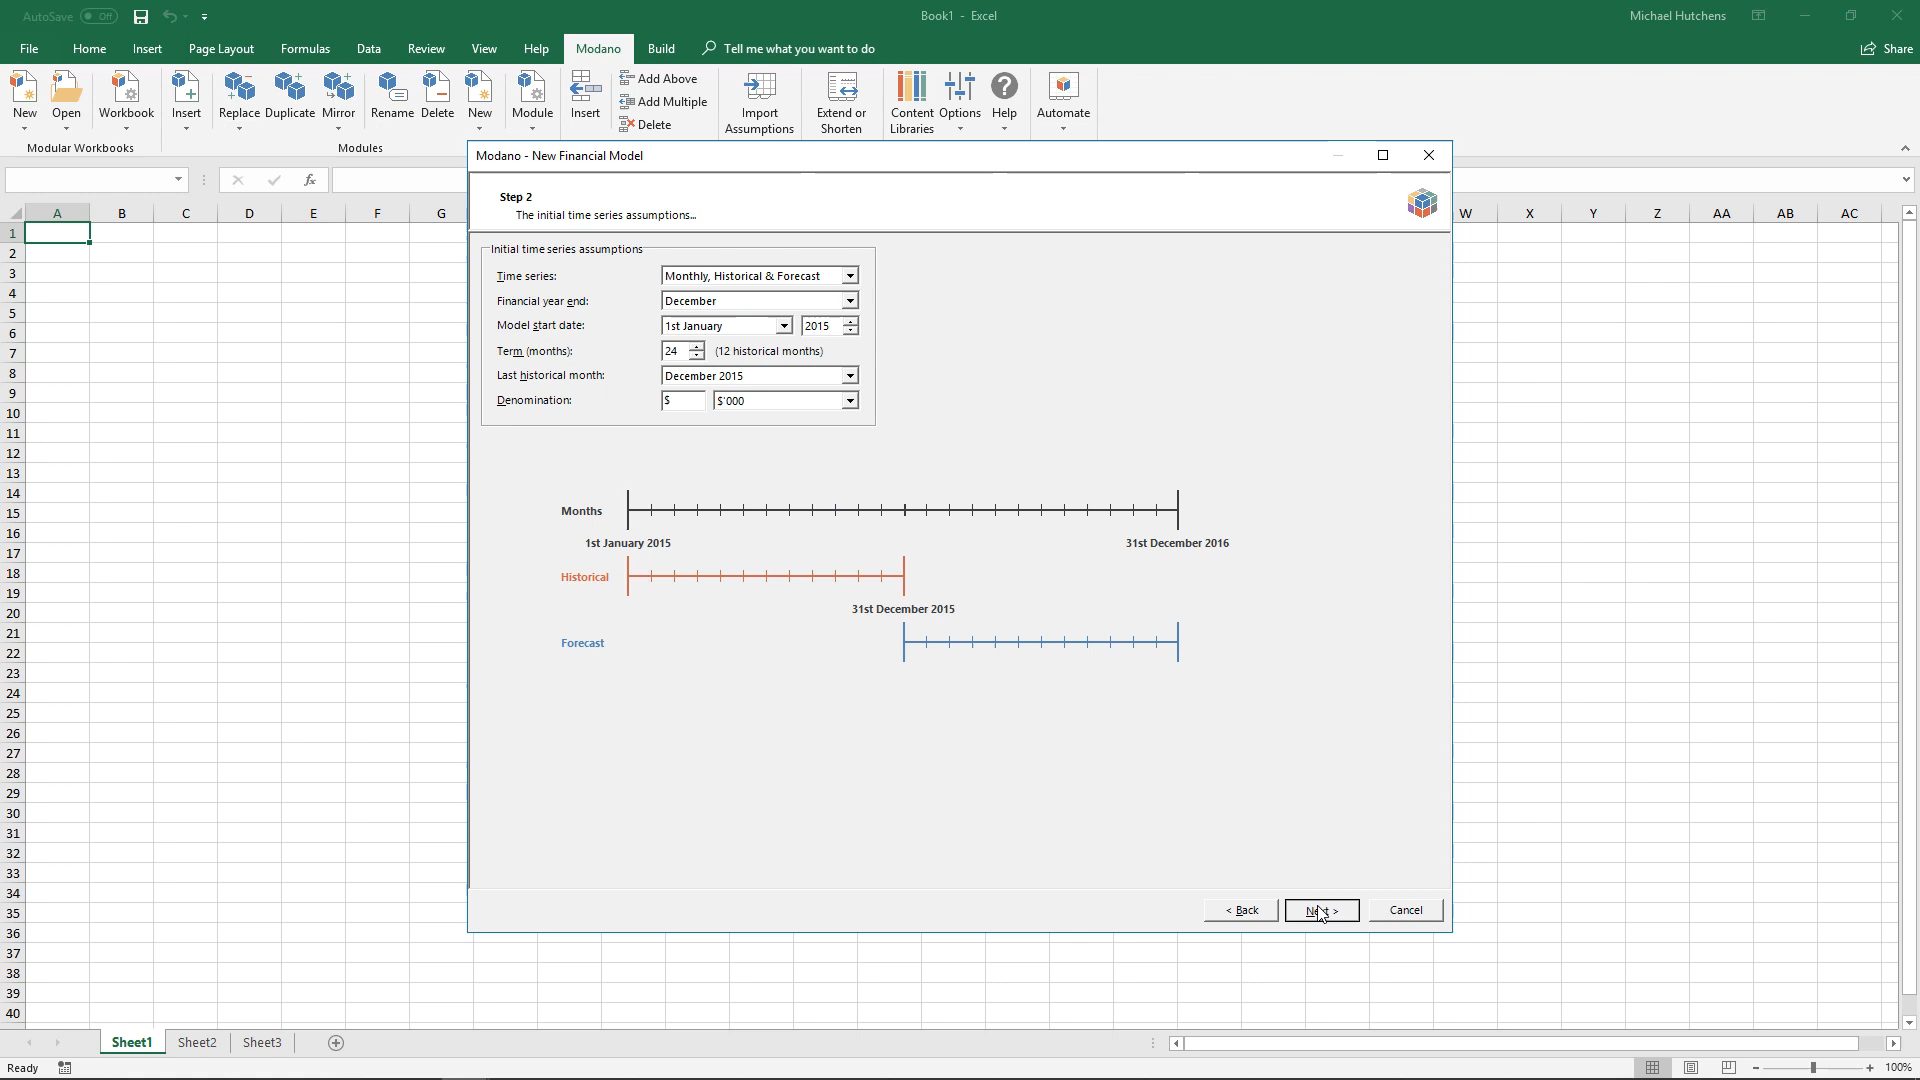 AutoSave Off
Book1 - Excel
Michael Hutchens
File Home Insert Page Layout Formulas Data Review View Help Modano Build Tell me what you want to do
Share
New Open Workbook Insert Replace Duplicate Mirror Rename Delete New Module Insert
Add Above
Add Multiple
Delete
Import Assumptions
Extend or Shorten
Content Libraries
Options Help Automate
Modular Workbooks
Modules
fx
A B C D E F G W X Y Z AA AB AC
1
2
3
4
5
6
7
8
9
10
11
12
13
14
15
16
17
18
19
20
21
22
23
24
25
26
27
28
29
30
31
32
33
34
35
36
37
38
39
40
Modano - New Financial Model
Step 2
The initial time series assumptions...
Initial time series assumptions
Time series: Monthly, Historical & Forecast
Financial year end: December
Model start date: 1st January 2015
Term (months): 24 (12 historical months)
Last historical month: December 2015
Denomination: $ $'000
Months
1st January 2015 31st December 2016
Historical
31st December 2015
Forecast
< Back Next > Cancel
Sheet1 Sheet2 Sheet3
Ready
100%